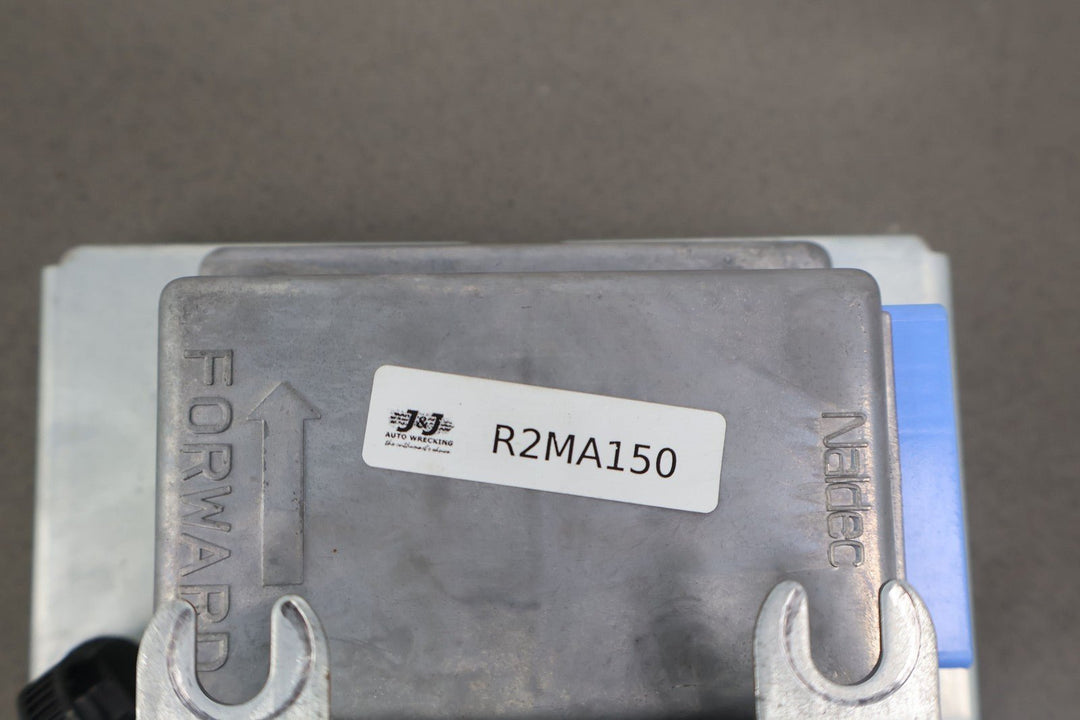 FORWARD
J&J
AUTO WRECKING
R2MA150
Naldec